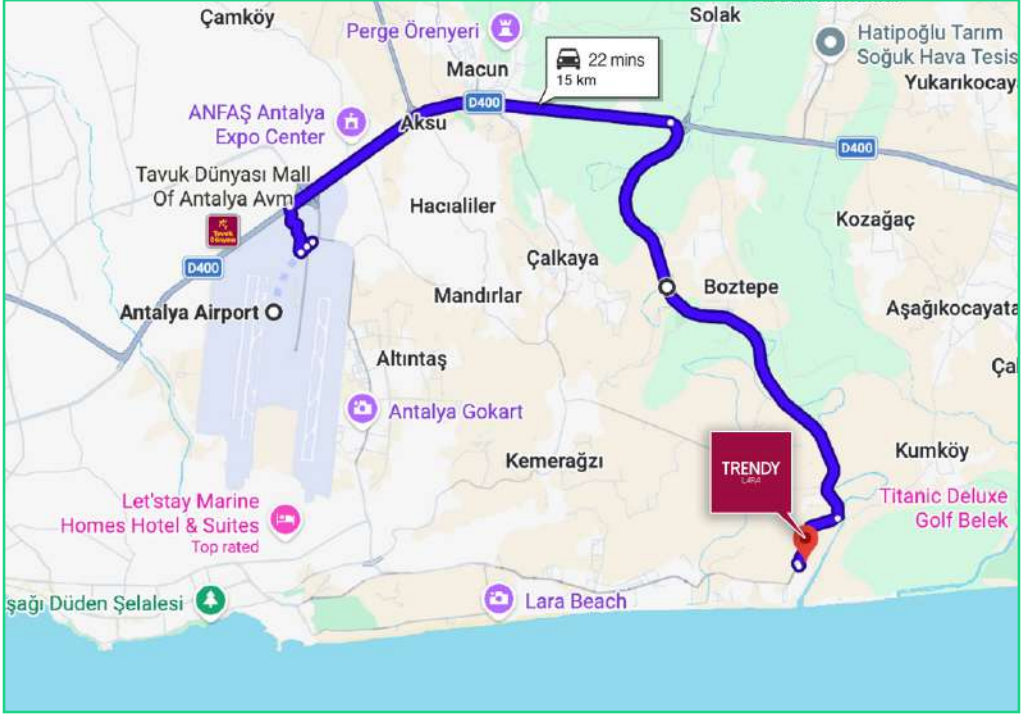 Çamköy
Solak
Perge Örenyeri
Hatipoğlu Tarım
Soğuk Hava Tesis
Macun
22 mins
15 km
Yukarıkocay
D400
ANFAŞ Antalya
Expo Center
Aksu
D400
Tavuk Dünyası Mall
Of Antalya Avm
Hacıaliler
Kozağaç
Tavuk
Dünyası
D400
Çalkaya
Boztepe
Mandırlar
Antalya Airport
Aşağıkocayata
Altıntaş
Çal
Antalya Gokart
Kemerağzı
Kumköy
TRENDY
LARA
Let'stay Marine
Homes Hotel & Suites
Top rated
Titanic Deluxe
Golf Belek
şağı Düden Şelalesi
Lara Beach